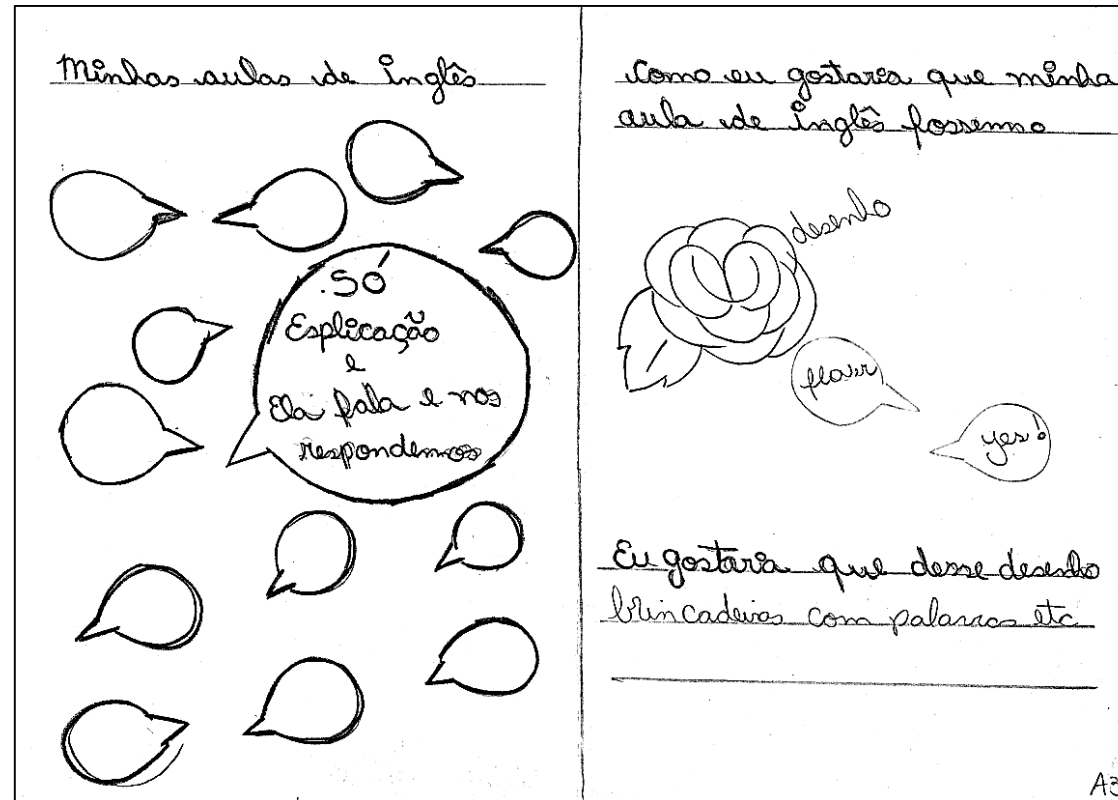 Minhas aulas de Inglês
.Só
Esplicação
e
Ela fala e nos
respondemos
Como eu gostaria que minha
aula de Inglês fossemo
desenho
flower
yes!
Eu gostaria que desse desenho
brincadeiras com palavras etc
A3